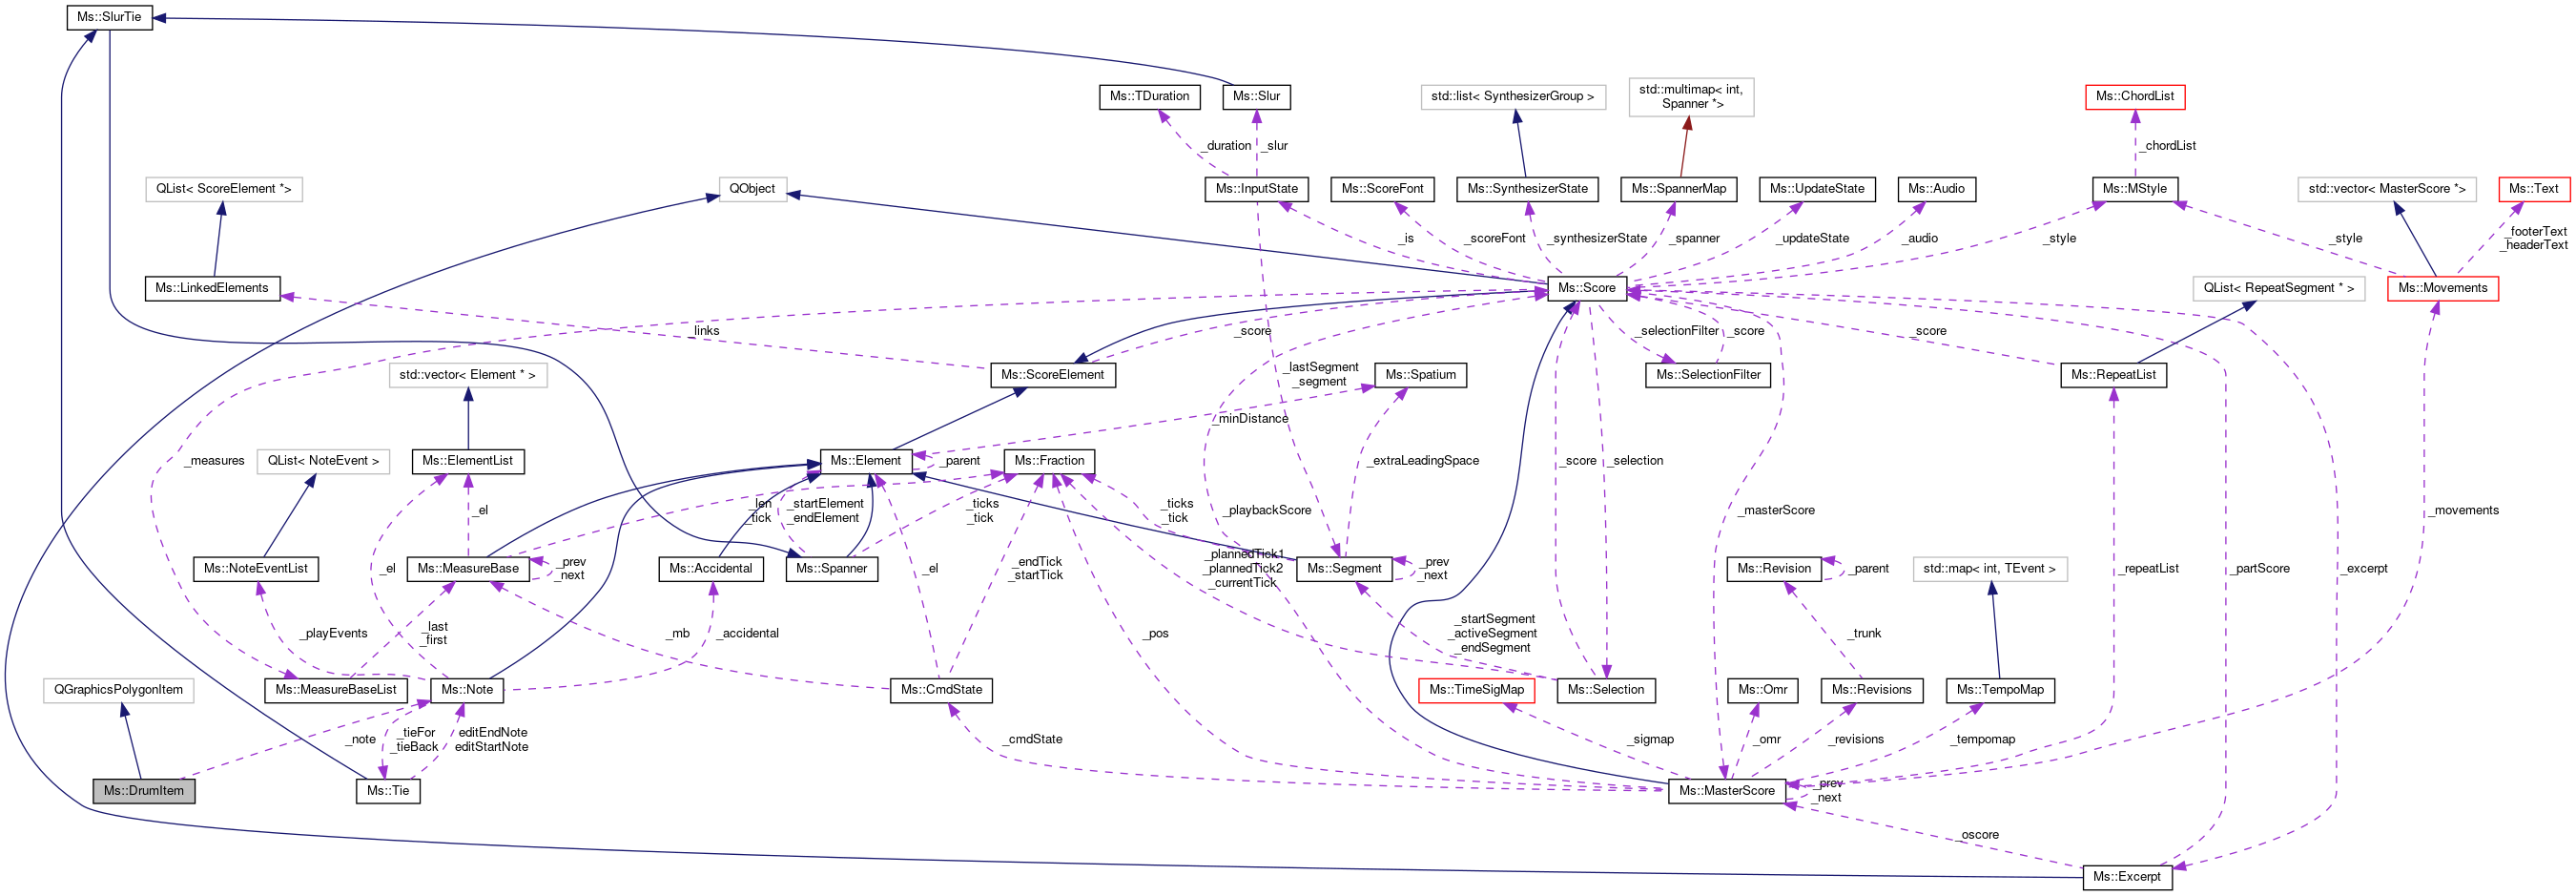 Ms::SlurTie
Ms::TDuration
Ms::Slur
std::list< SynthesizerGroup >
std::multimap< int,
Spanner *>
Ms::ChordList
_duration
_slur
_chordList
QList< ScoreElement *>
QObject
Ms::InputState
Ms::ScoreFont
Ms::SynthesizerState
Ms::SpannerMap
Ms::UpdateState
Ms::Audio
Ms::MStyle
std::vector< MasterScore *>
Ms::Text
_is
_scoreFont
_synthesizerState
_spanner
_updateState
_audio
_style
_style
_footerText
_headerText
Ms::LinkedElements
Ms::Score
QList< RepeatSegment * >
Ms::Movements
_links
_score
_selectionFilter
_score
_score
std::vector< Element * >
Ms::ScoreElement
_lastSegment
_segment
Ms::Spatium
Ms::SelectionFilter
Ms::RepeatList
_minDistance
_measures
QList< NoteEvent >
Ms::ElementList
Ms::Element
_parent
Ms::Fraction
_extraLeadingSpace
_score
_selection
_el
_len
_tick
_startElement
_endElement
_ticks
_tick
_ticks
_tick
_playbackScore
_masterScore
_movements
Ms::NoteEventList
Ms::MeasureBase
_prev
_next
Ms::Accidental
Ms::Spanner
_plannedTick1
_plannedTick2
_currentTick
Ms::Segment
_prev
_next
Ms::Revision
_parent
std::map< int, TEvent >
_repeatList
_partScore
_excerpt
_el
_el
_endTick
_startTick
_playEvents
_last
_first
_mb
_accidental
_pos
_startSegment
_activeSegment
_endSegment
_trunk
QGraphicsPolygonItem
Ms::MeasureBaseList
Ms::Note
Ms::CmdState
Ms::TimeSigMap
Ms::Selection
Ms::Omr
Ms::Revisions
Ms::TempoMap
_note
_tieFor
_tieBack
editEndNote
editStartNote
_cmdState
_sigmap
_omr
_revisions
_tempomap
Ms::DrumItem
Ms::Tie
Ms::MasterScore
_prev
_next
_oscore
Ms::Excerpt